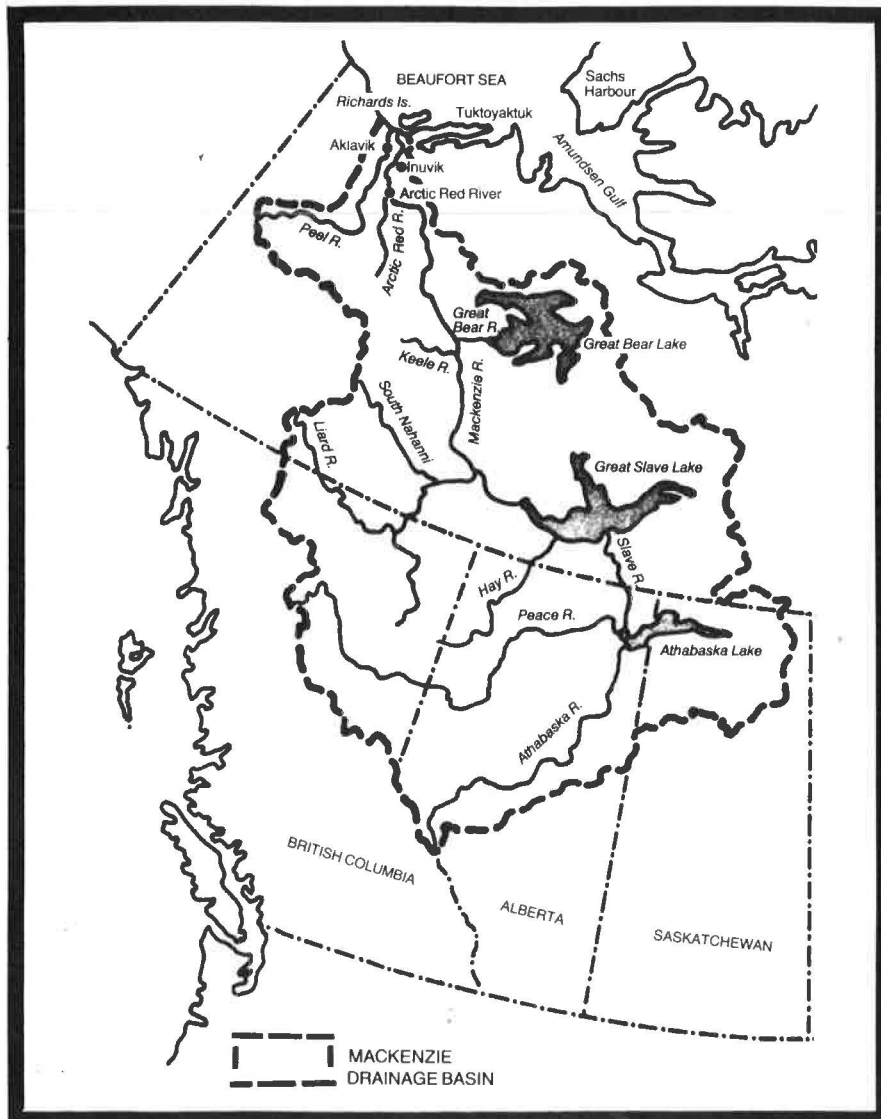 BEAUFORT SEA
Sachs
Harbour
Richards Is.
Tuktoyaktuk
Aklavik
Inuvik
Amundsen Gulf
Arctic Red River
Peel R.
Arctic Red R.
Great
Bear R.
Great Bear Lake
Keele R.
Mackenzie R.
South Nahanni
Liard R.
Great Slave Lake
Slave R.
Hay R.
Peace R.
Athabaska Lake
Athabaska R.
BRITISH COLUMBIA
ALBERTA
SASKATCHEWAN
MACKENZIE
DRAINAGE BASIN